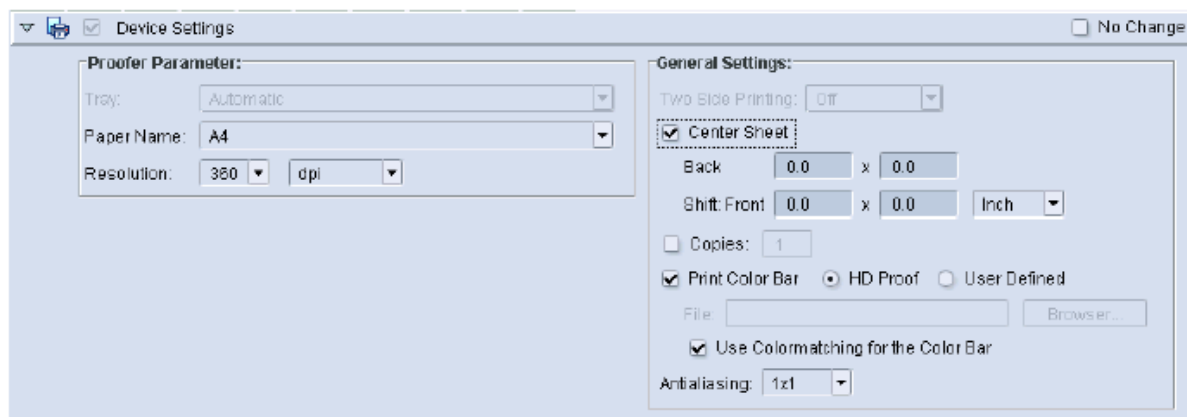 Device Settings
No Change
Proofer Parameter:
Tray: Automatic
Paper Name: A4
Resolution: 360 dpi
General Settings:
Two Side Printing: Off
Center Sheet
Back 0.0 x 0.0
Shift: Front 0.0 x 0.0 Inch
Copies: 1
Print Color Bar HD Proof User Defined
File: Browser...
Use Colormatching for the Color Bar
Antialiasing: 1x1